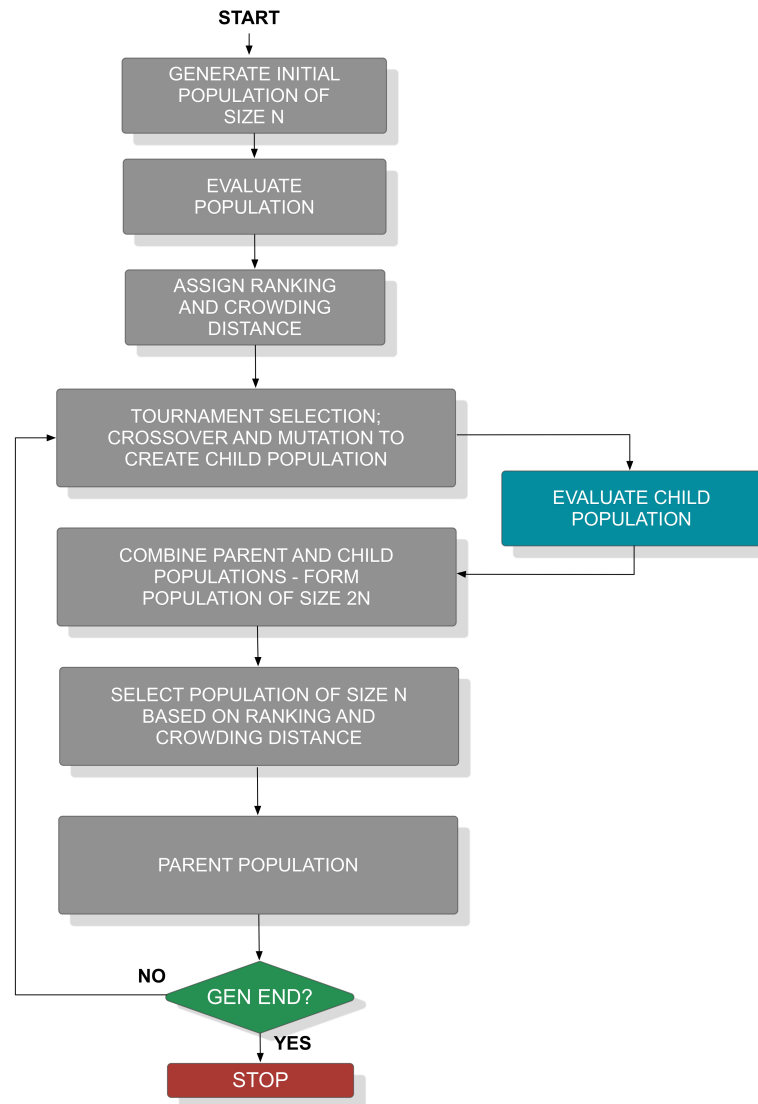 START
GENERATE INITIAL
POPULATION OF
SIZE N
EVALUATE
POPULATION
ASSIGN RANKING
AND CROWDING
DISTANCE
TOURNAMENT SELECTION;
CROSSOVER AND MUTATION TO
CREATE CHILD POPULATION
EVALUATE CHILD
POPULATION
COMBINE PARENT AND CHILD
POPULATIONS - FORM
POPULATION OF SIZE 2N
SELECT POPULATION OF SIZE N
BASED ON RANKING AND
CROWDING DISTANCE
PARENT POPULATION
NO
GEN END?
YES
STOP